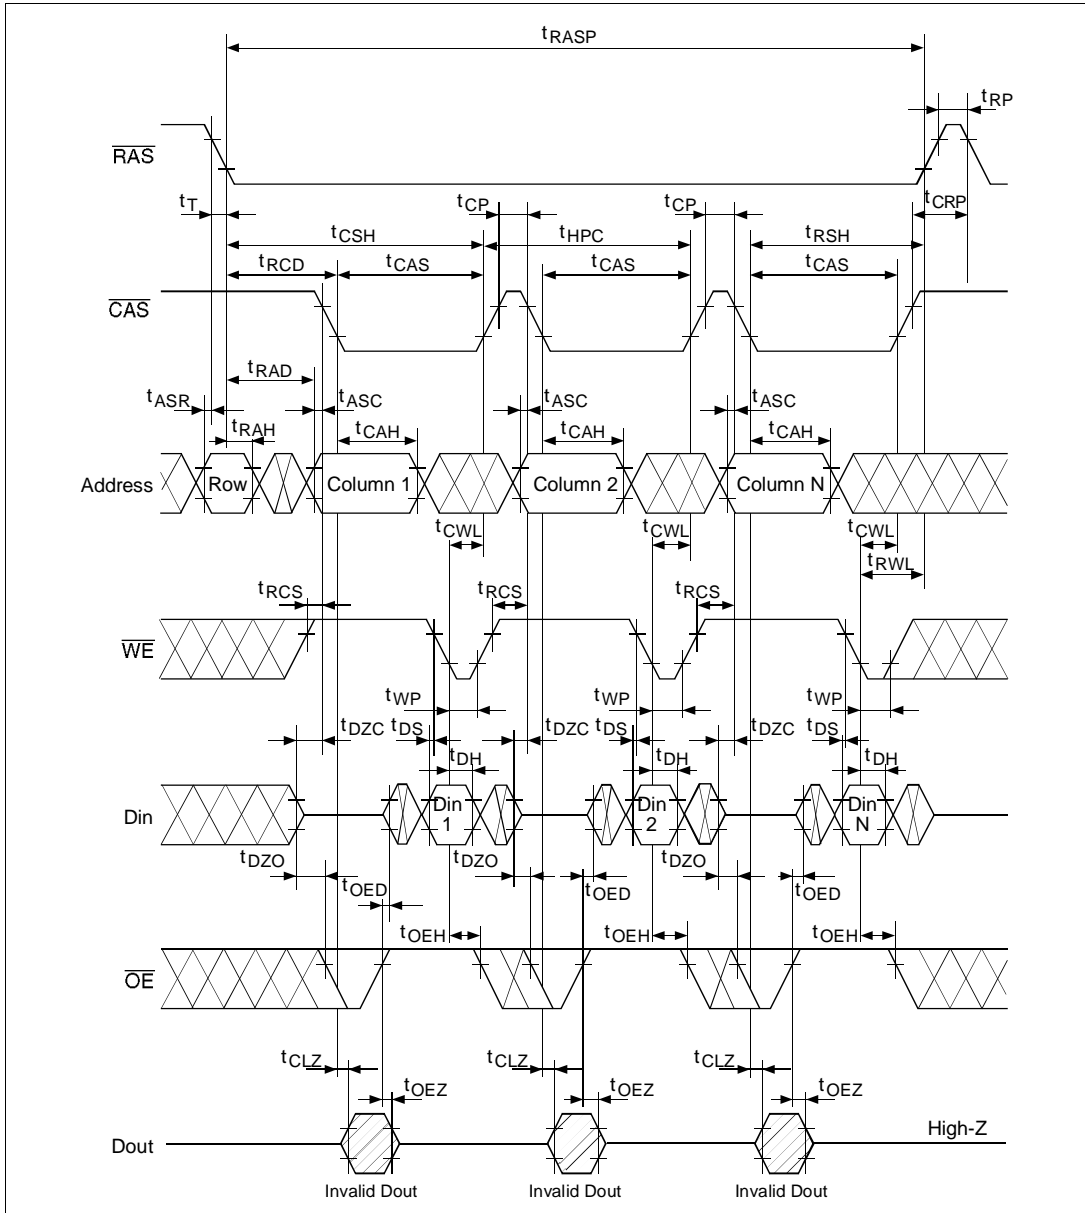 tRASP
tRP
RAS
tT
tCP
tCP
tCRP
tCSH
tHPC
tRSH
tRCD
tCAS
tCAS
tCAS
CAS
tRAD
tASR
tASC
tASC
tASC
tRAH
tCAH
tCAH
tCAH
Address
Row
Column 1
Column 2
Column N
tCWL
tCWL
tCWL
tRWL
tRCS
tRCS
tRCS
WE
tWP
tWP
tWP
tDZC
tDS
tDZC
tDS
tDZC
tDS
tDH
tDH
tDH
Din
Din 1
Din 2
Din N
tDZO
tDZO
tDZO
tOED
tOED
tOED
tOEH
tOEH
tOEH
OE
tCLZ
tCLZ
tCLZ
tOEZ
tOEZ
tOEZ
Dout
High-Z
Invalid Dout
Invalid Dout
Invalid Dout